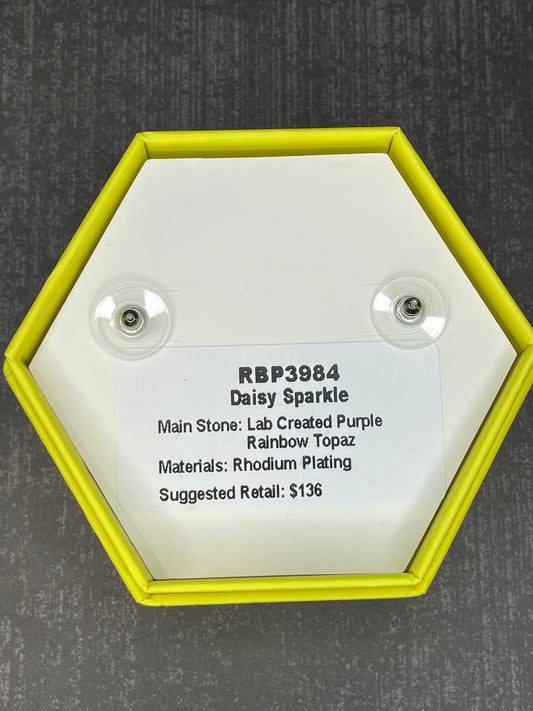 RBP3984
Daisy Sparkle
Main Stone: Lab Created Purple
Rainbow Topaz
Materials: Rhodium Plating
Suggested Retail: $136